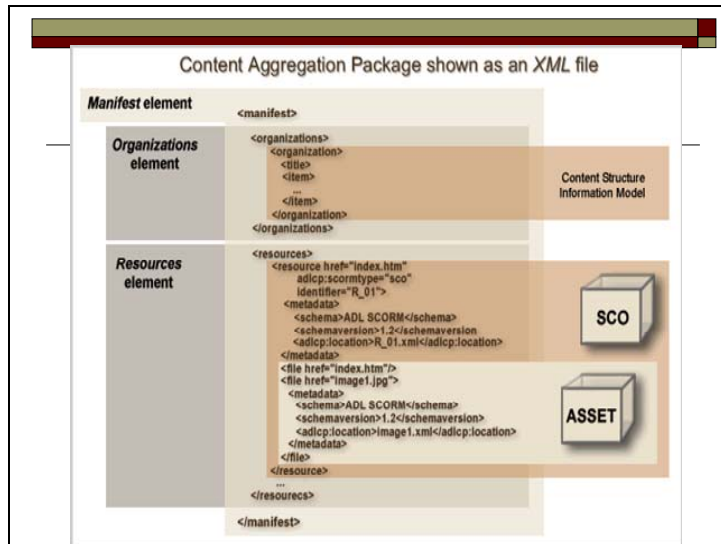 Content Aggregation Package shown as an XML file
Manifest element
<manifest>
Organizations
element
<organizations>
<organization>
<title>
<item>
...
</item>
</organization>
</organizations>
Content Structure
Information Model
Resources
element
<resources>
<resource href="index.htm"
adlcp:scormtype="sco"
identifier="R_01">
<metadata>
<schema>ADL SCORM</schema>
<schemaversion>1.2</schemaversion
<adlcp:location>R_01.xml</adlcp:location>
</metadata>
<file href="index.htm"/>
<file href="image1.jpg">
<metadata>
<schema>ADL SCORM</schema>
<schemaversion>1.2</schemaversion>
<adlcp:location>image1.xml</adlcp:location>
</metadata>
</file>
</resource>
...
</resourecs>
SCO
ASSET
</manifest>